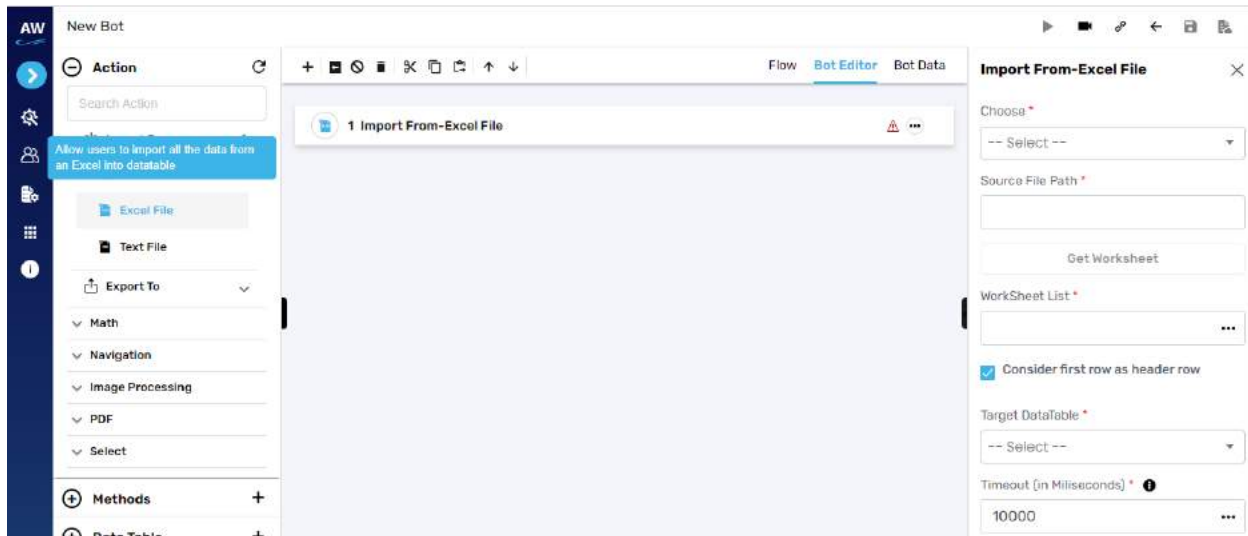 AW
New Bot
Action
Search Action
Allow users to import all the data from
an Excel into datatable
Excel File
Text File
Export To
Math
Navigation
Image Processing
PDF
Select
Methods
Data Table
Flow
Bot Editor
Bot Data
1 Import From-Excel File
Import From-Excel File
Choose *
-- Select --
Source File Path *
Get Worksheet
WorkSheet List *
Consider first row as header row
Target DataTable *
-- Select --
Timeout (in Miliseconds) *
10000